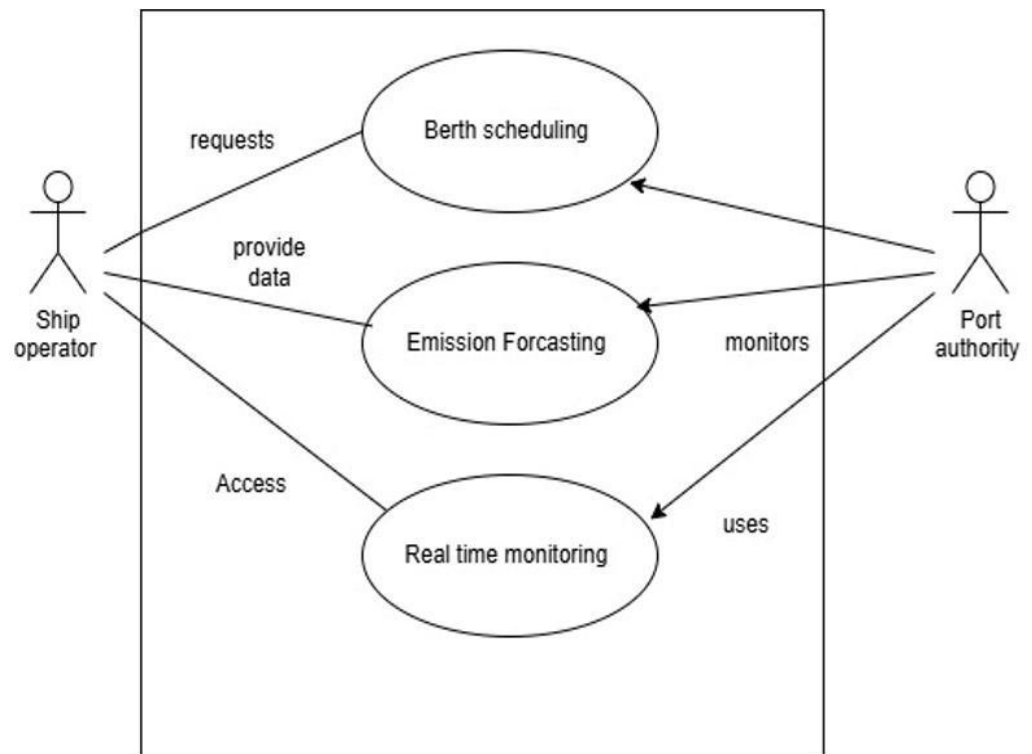 Berth scheduling
requests
provide
data
Ship
operator
Emission Forcasting
monitors
Port
authority
Access
Real time monitoring
uses